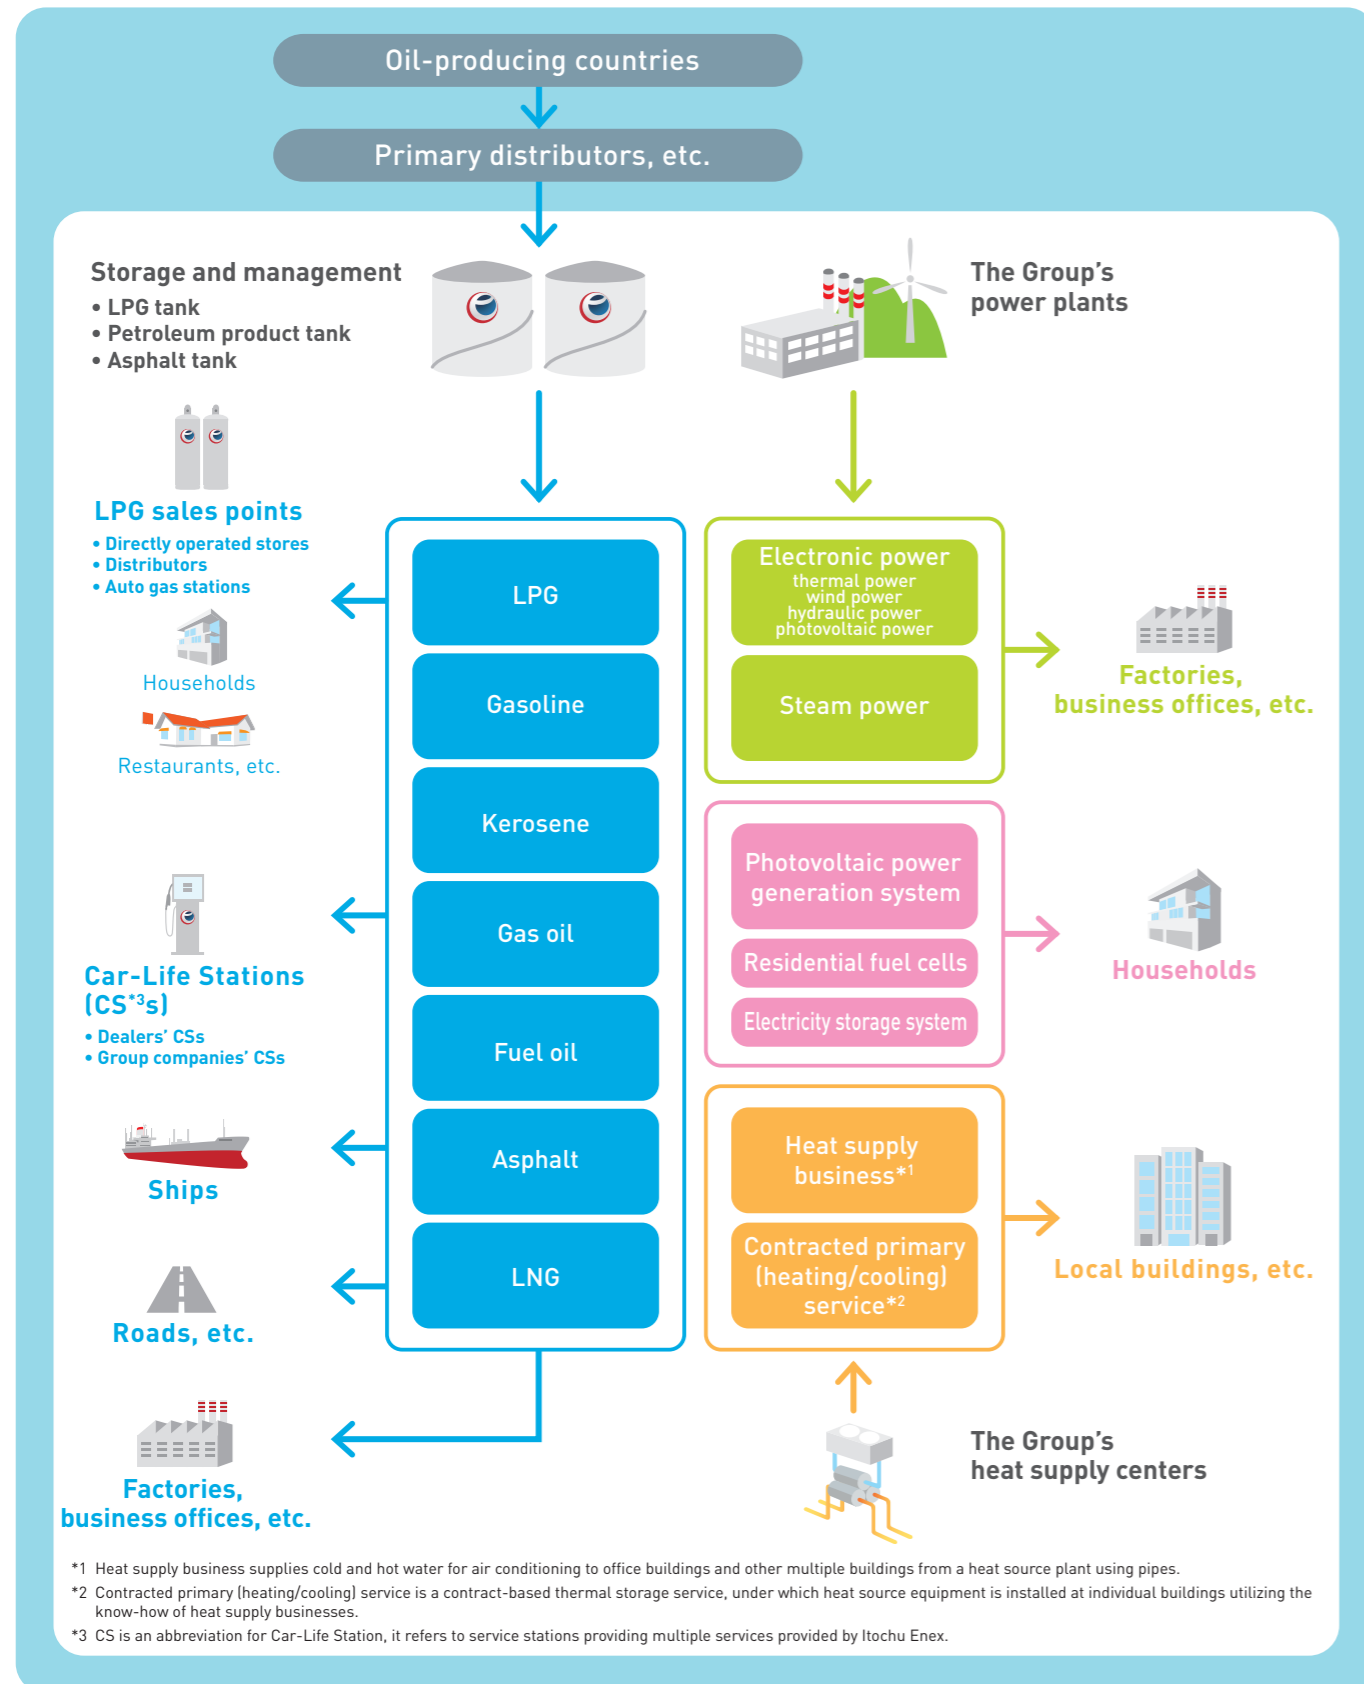 Oil-producing countries
Primary distributors, etc.
Storage and management
• LPG tank
• Petroleum product tank
• Asphalt tank
The Group's
power plants
LPG sales points
• Directly operated stores
• Distributors
• Auto gas stations
Households
Restaurants, etc.
Car-Life Stations
(CS*3s)
• Dealers' CSs
• Group companies' CSs
Ships
Roads, etc.
Factories,
business offices, etc.
LPG
Gasoline
Kerosene
Gas oil
Fuel oil
Asphalt
LNG
Electronic power
thermal power
wind power
hydraulic power
photovoltaic power
Steam power
Factories,
business offices, etc.
Photovoltaic power
generation system
Residential fuel cells
Electricity storage system
Households
Heat supply
business*1
Contracted primary
(heating/cooling)
service*2
Local buildings, etc.
The Group's
heat supply centers
*1 Heat supply business supplies cold and hot water for air conditioning to office buildings and other multiple buildings from a heat source plant using pipes.
*2 Contracted primary (heating/cooling) service is a contract-based thermal storage service, under which heat source equipment is installed at individual buildings utilizing the
know-how of heat supply businesses.
*3 CS is an abbreviation for Car-Life Station, it refers to service stations providing multiple services provided by Itochu Enex.